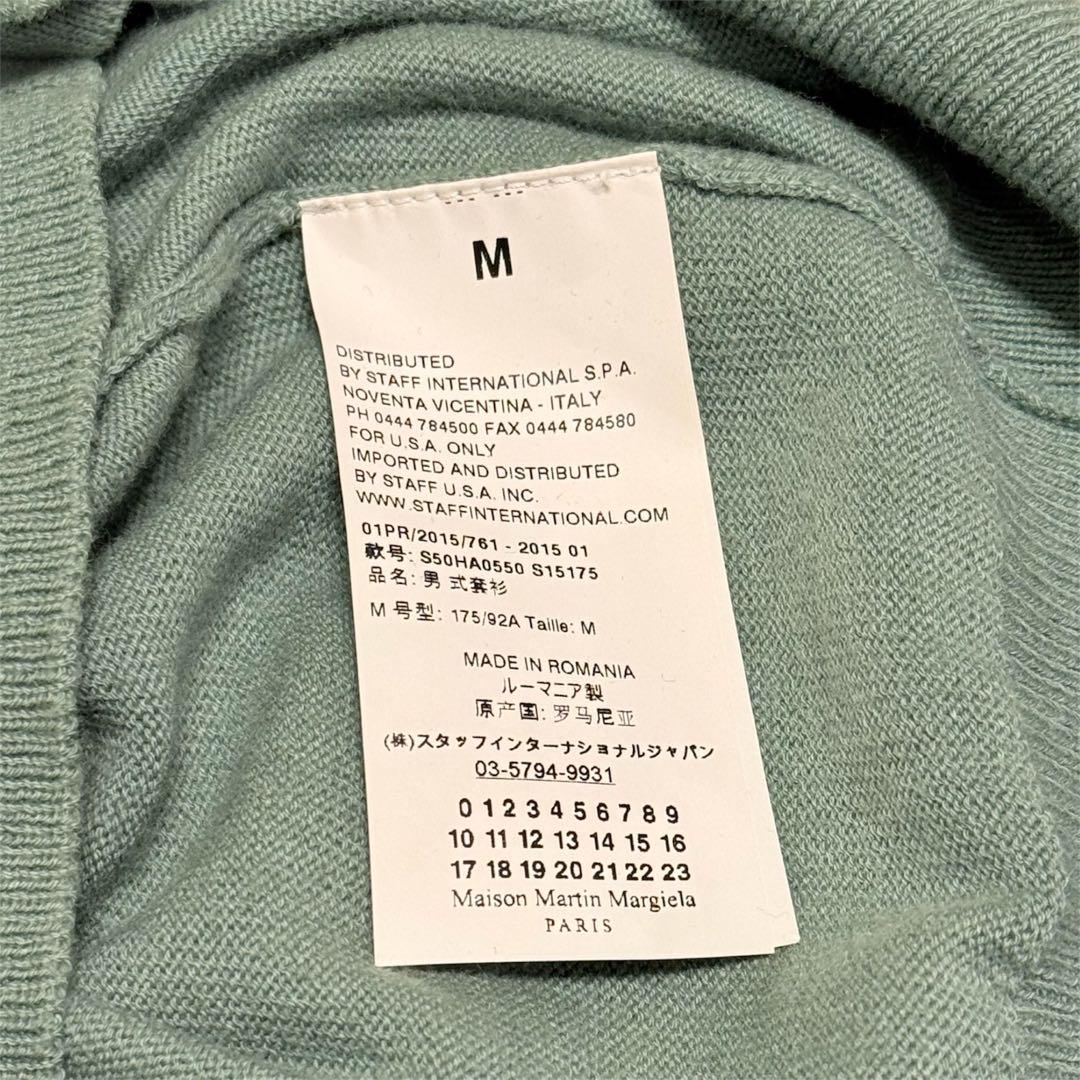 M
DISTRIBUTED
BY STAFF INTERNATIONAL S.P.A.
NOVENTA VICENTINA - ITALY
PH 0444 784500 FAX 0444 784580
FOR U.S.A. ONLY
IMPORTED AND DISTRIBUTED
BY STAFF U.S.A. INC.
WWW.STAFFINTERNATIONAL.COM
01PR/2015/761 - 2015 01
款号: S50HA0550 S15175
品名: 男 式套衫
M 号型: 175/92A Taille: M
MADE IN ROMANIA
ルーマニア製
原产国: 罗马尼亚
(株)スタッフインターナショナルジャパン
03-5794-9931
0 1 2 3 4 5 6 7 8 9
10 11 12 13 14 15 16
17 18 19 20 21 22 23
Maison Martin Margiela
PARIS